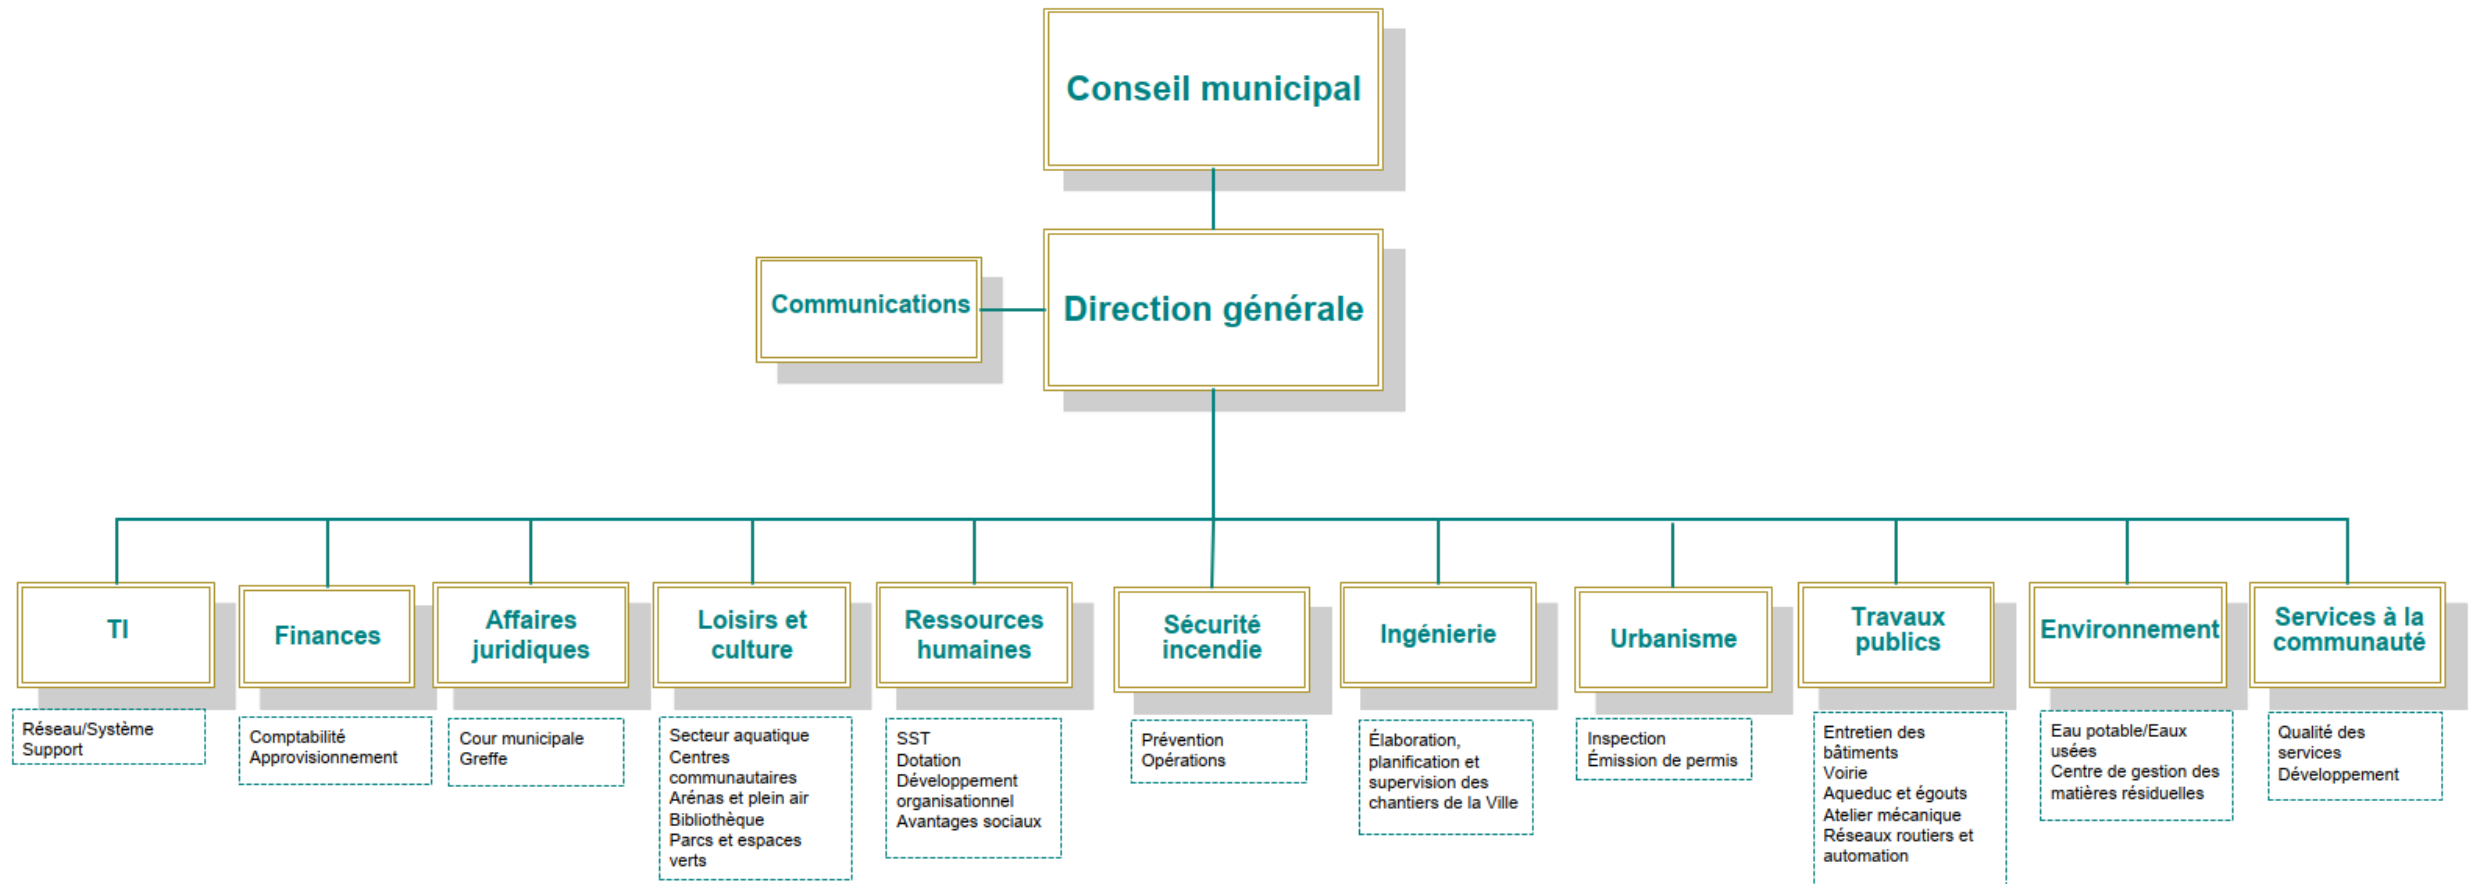 Conseil municipal
Communications
Direction générale
TI
Réseau/Système
Support
Finances
Comptabilité
Approvisionnement
Affaires
juridiques
Cour municipale
Greffe
Loisirs et
culture
Secteur aquatique
Centres
communautaires
Arénas et plein air
Bibliothèque
Parcs et espaces
verts
Ressources
humaines
SST
Dotation
Développement
organisationnel
Avantages sociaux
Sécurité
incendie
Prévention
Opérations
Ingénierie
Élaboration,
planification et
supervision des
chantiers de la Ville
Urbanisme
Inspection
Émission de permis
Travaux
publics
Entretien des
bâtiments
Voirie
Aqueduc et égouts
Atelier mécanique
Réseaux routiers et
automation
Environnement
Eau potable/Eaux
usées
Centre de gestion des
matières résiduelles
Services à la
communauté
Qualité des
services
Développement